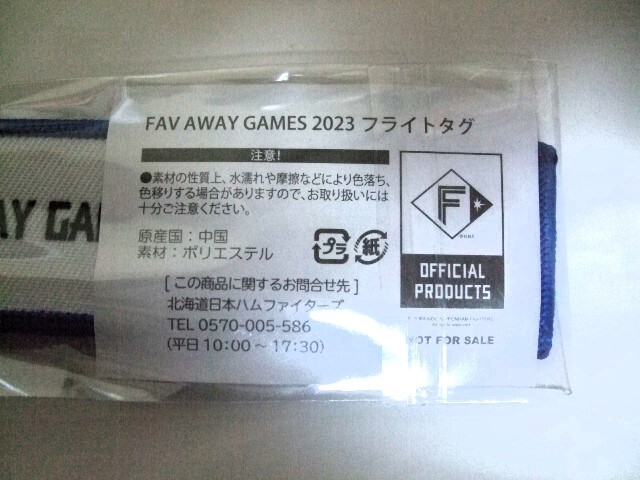 FAV AWAY GAMES 2023 フライトタグ
注意!
●素材の性質上、水濡れや摩擦などにより色落ち、
色移りする場合がありますので、お取り扱いには
十分ご注意ください。
原産国：中国
素材：ポリエステル
プラ
紙
[ この商品に関するお問合せ先 ]
北海道日本ハムファイターズ
TEL 0570-005-586
（平日 10:00～17:30）
F
OFFICIAL
PRODUCTS
NOT FOR SALE
AY GA